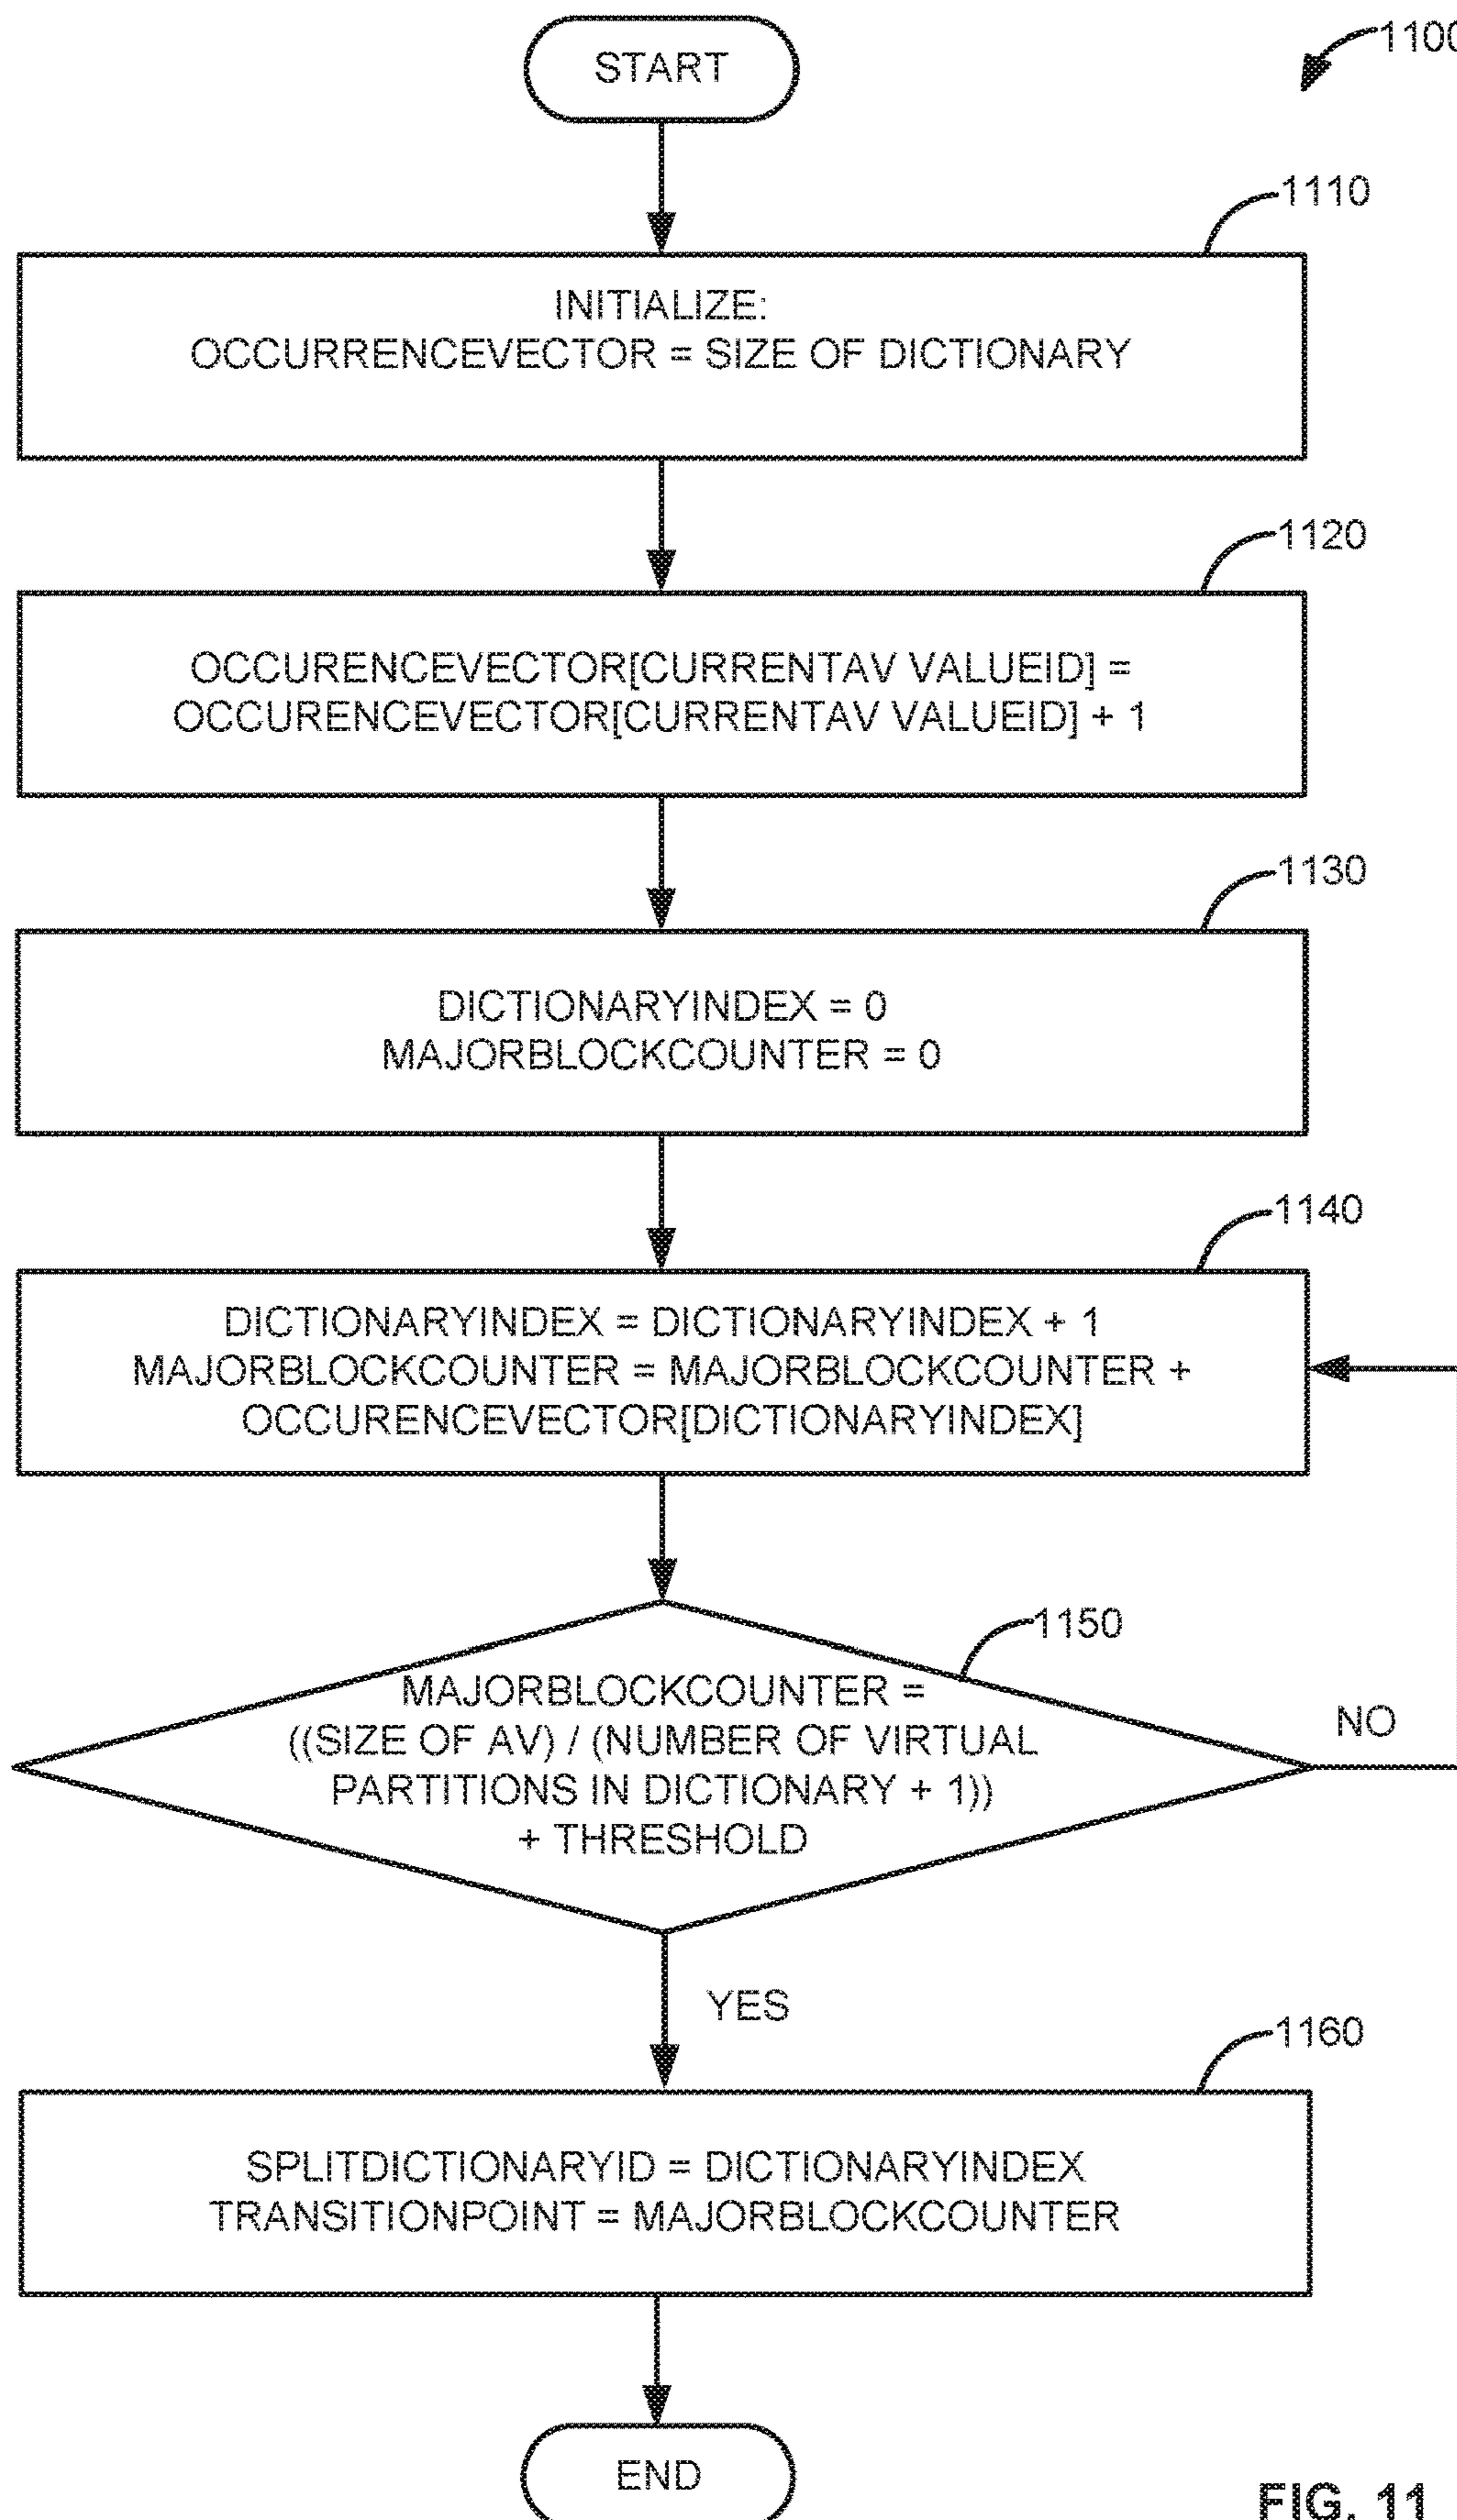 START
1100
1110
INITIALIZE:
OCCURRENCEVECTOR = SIZE OF DICTIONARY
1120
OCCURENCEVECTOR[CURRENTAV VALUEID] =
OCCURENCEVECTOR[CURRENTAV VALUEID] + 1
1130
DICTIONARYINDEX = 0
MAJORBLOCKCOUNTER = 0
1140
DICTIONARYINDEX = DICTIONARYINDEX + 1
MAJORBLOCKCOUNTER = MAJORBLOCKCOUNTER +
OCCURENCEVECTOR[DICTIONARYINDEX]
1150
MAJORBLOCKCOUNTER =
((SIZE OF AV) / (NUMBER OF VIRTUAL
PARTITIONS IN DICTIONARY + 1))
+ THRESHOLD
NO
YES
1160
SPLITDICTIONARYID = DICTIONARYINDEX
TRANSITIONPOINT = MAJORBLOCKCOUNTER
END
FIG. 11